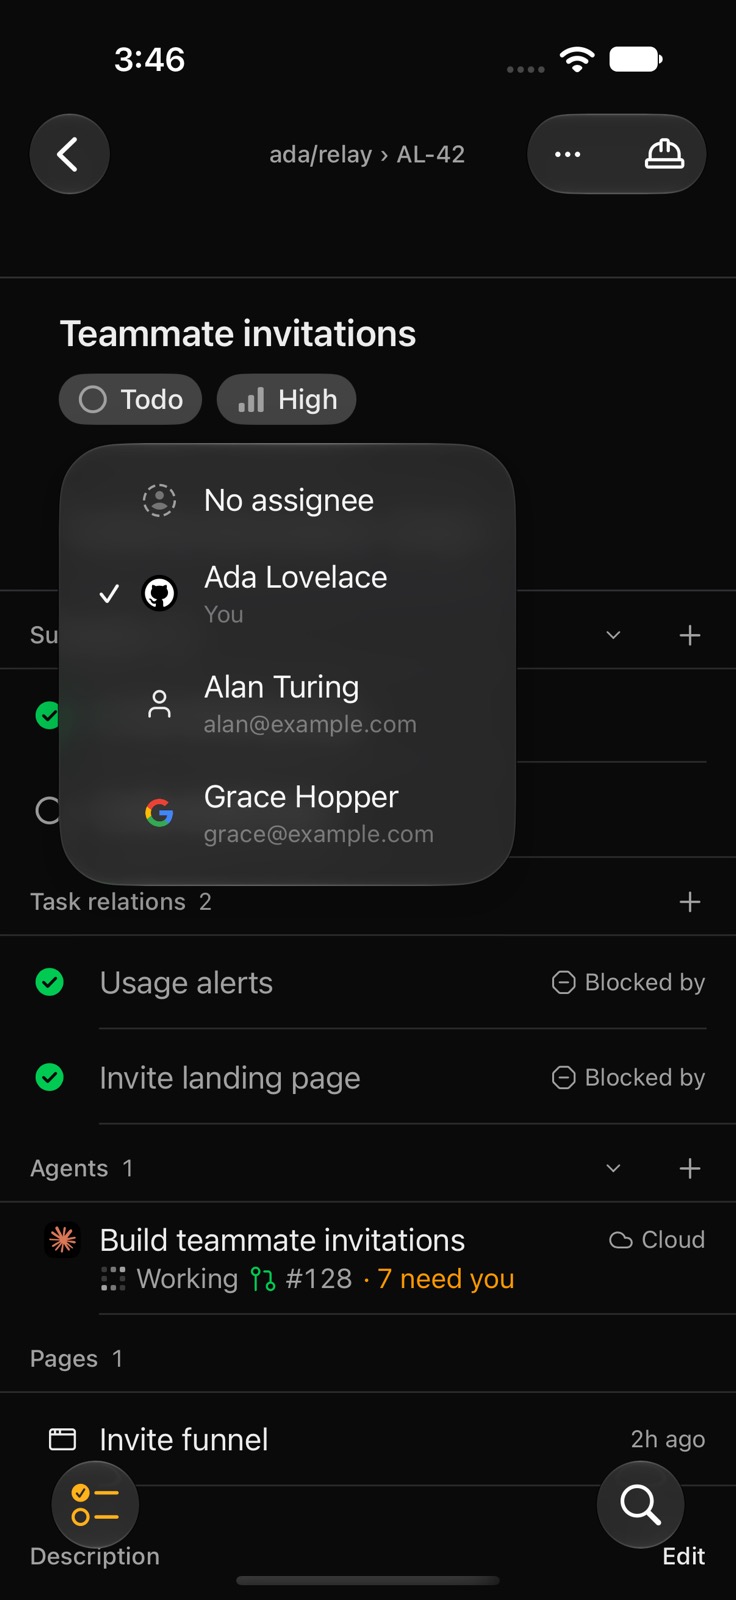 3:46
ada/relay › AL-42
Teammate invitations
Todo
High
No assignee
Ada Lovelace
You
Alan Turing
alan@example.com
Grace Hopper
grace@example.com
Su
Task relations 2
Usage alerts
Blocked by
Invite landing page
Blocked by
Agents 1
Build teammate invitations
Cloud
Working #128 · 7 need you
Pages 1
Invite funnel
2h ago
Description
Edit